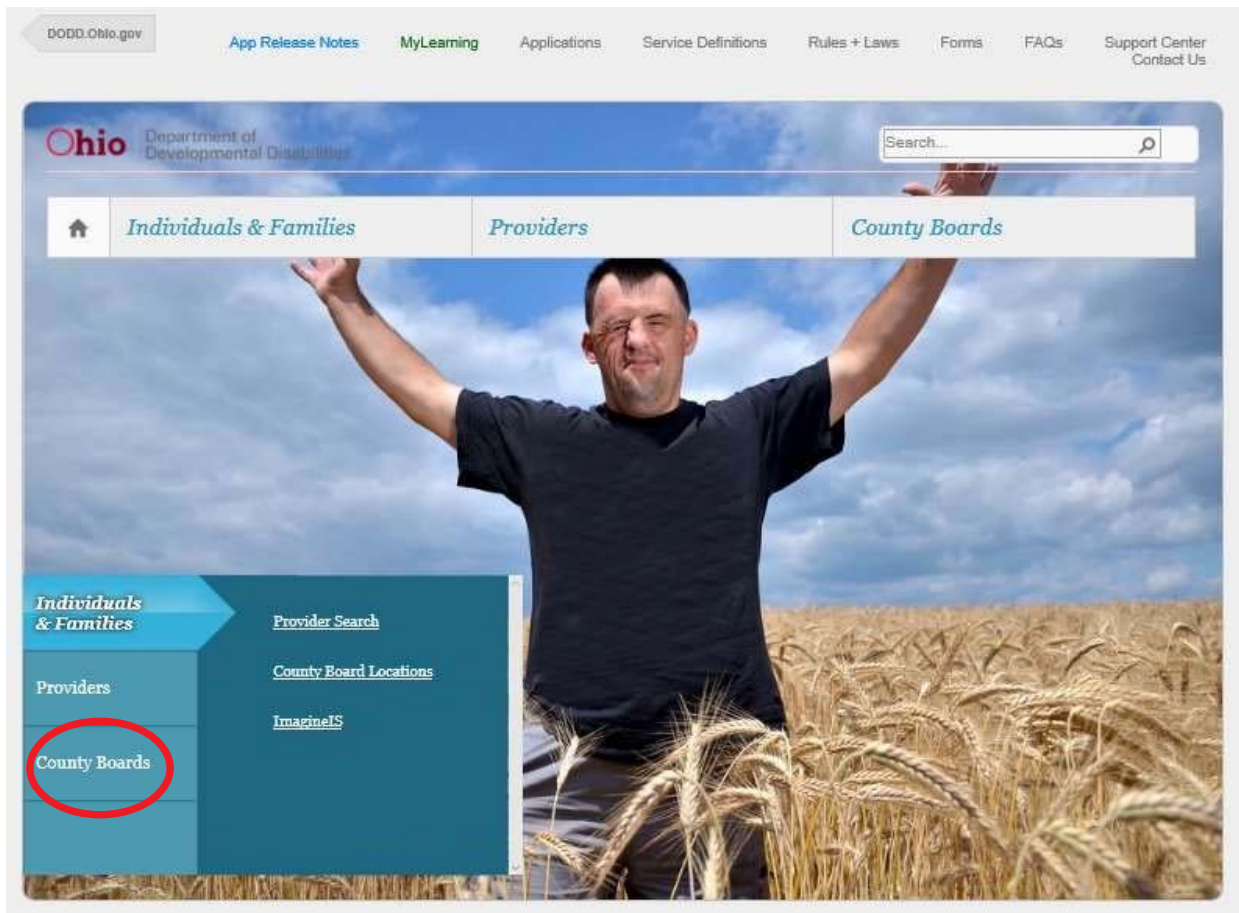 DODD.Ohio.gov
App Release Notes
MyLearning
Applications
Service Definitions
Rules + Laws
Forms
FAQs
Support Center
Contact Us
Ohio
Department of
Developmental Disabilities
Search...
Individuals & Families
Providers
County Boards
Individuals
& Families
Providers
County Boards
Provider Search
County Board Locations
ImagineIS